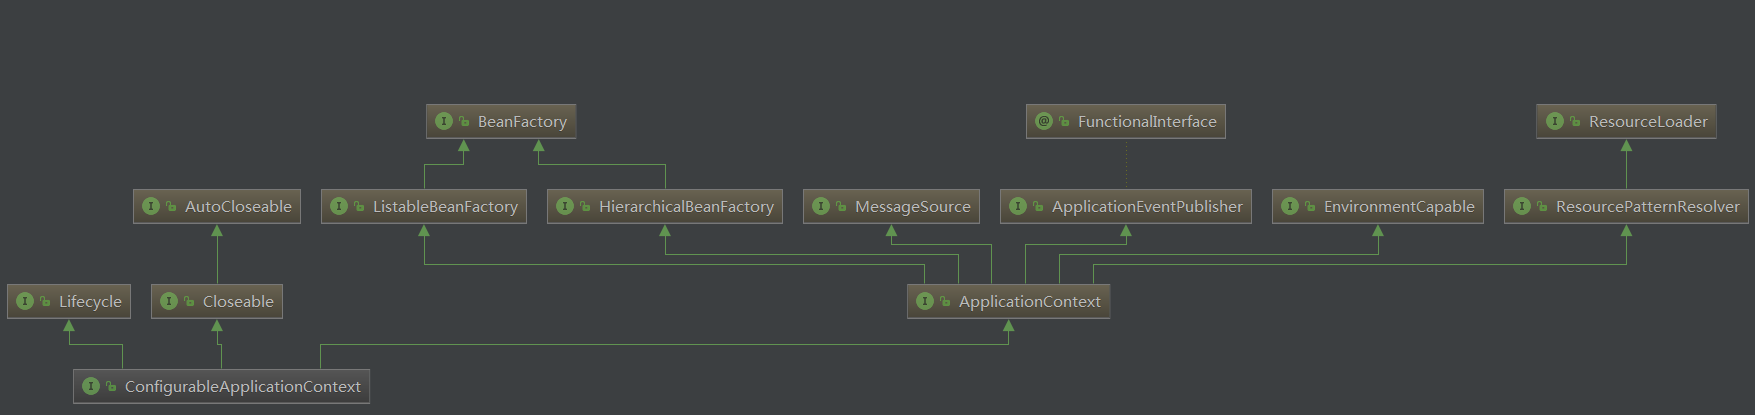 BeanFactory
FunctionalInterface
ResourceLoader
AutoCloseable
ListableBeanFactory
HierarchicalBeanFactory
MessageSource
ApplicationEventPublisher
EnvironmentCapable
ResourcePatternResolver
Lifecycle
Closeable
ApplicationContext
ConfigurableApplicationContext